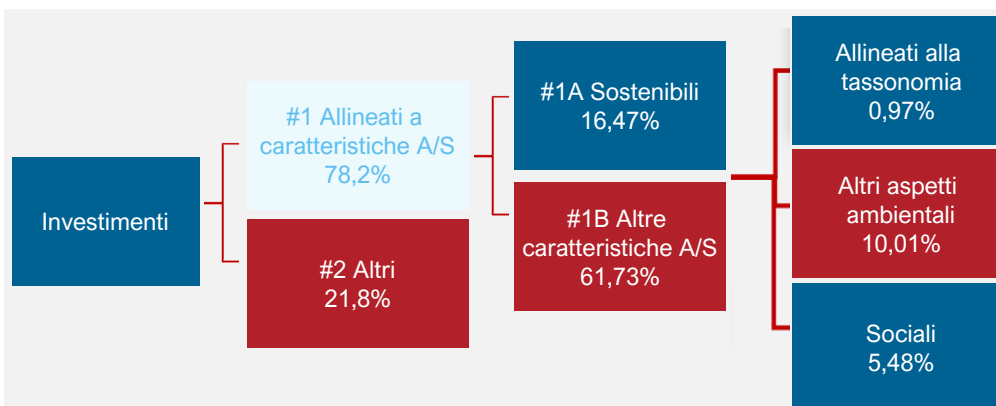 Investimenti
#1 Allineati a
caratteristiche A/S
78,2%
#2 Altri
21,8%
#1A Sostenibili
16,47%
#1B Altre
caratteristiche A/S
61,73%
Allineati alla
tassonomia
0,97%
Altri aspetti
ambientali
10,01%
Sociali
5,48%